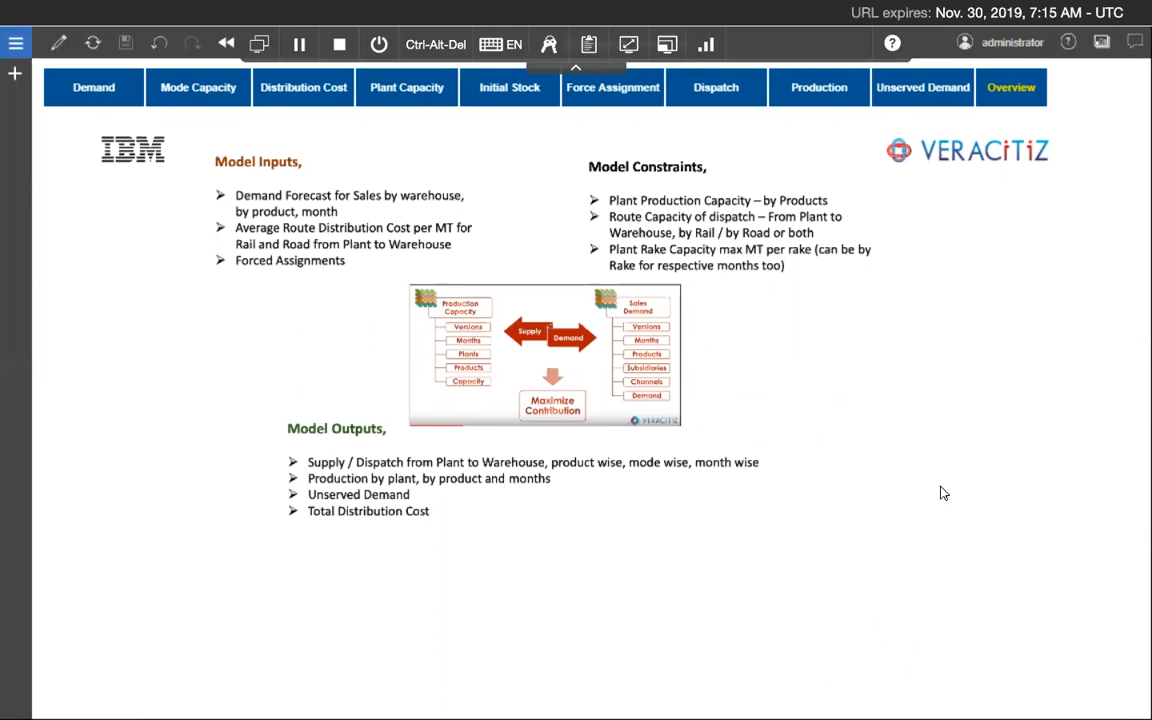 URL expires: Nov. 30, 2019, 7:15 AM - UTC
Ctrl-Alt-Del EN administrator
Demand Mode Capacity Distribution Cost Plant Capacity Initial Stock Force Assignment Dispatch Production Unserved Demand Overview
IBM
VERACiTiZ
Model Inputs,
Demand Forecast for Sales by warehouse,
by product, month
Average Route Distribution Cost per MT for
Rail and Road from Plant to Warehouse
Forced Assignments
Model Constraints,
Plant Production Capacity – by Products
Route Capacity of dispatch – From Plant to
Warehouse, by Rail / by Road or both
Plant Rake Capacity max MT per rake (can be by
Rake for respective months too)
Production
Capacity
Versions
Months
Plants
Products
Capacity
Supply
Demand
Maximize
Contribution
Sales
Demand
Versions
Months
Products
Subsidiaries
Channels
Demand
VERACiTiZ
Model Outputs,
Supply / Dispatch from Plant to Warehouse, product wise, mode wise, month wise
Production by plant, by product and months
Unserved Demand
Total Distribution Cost